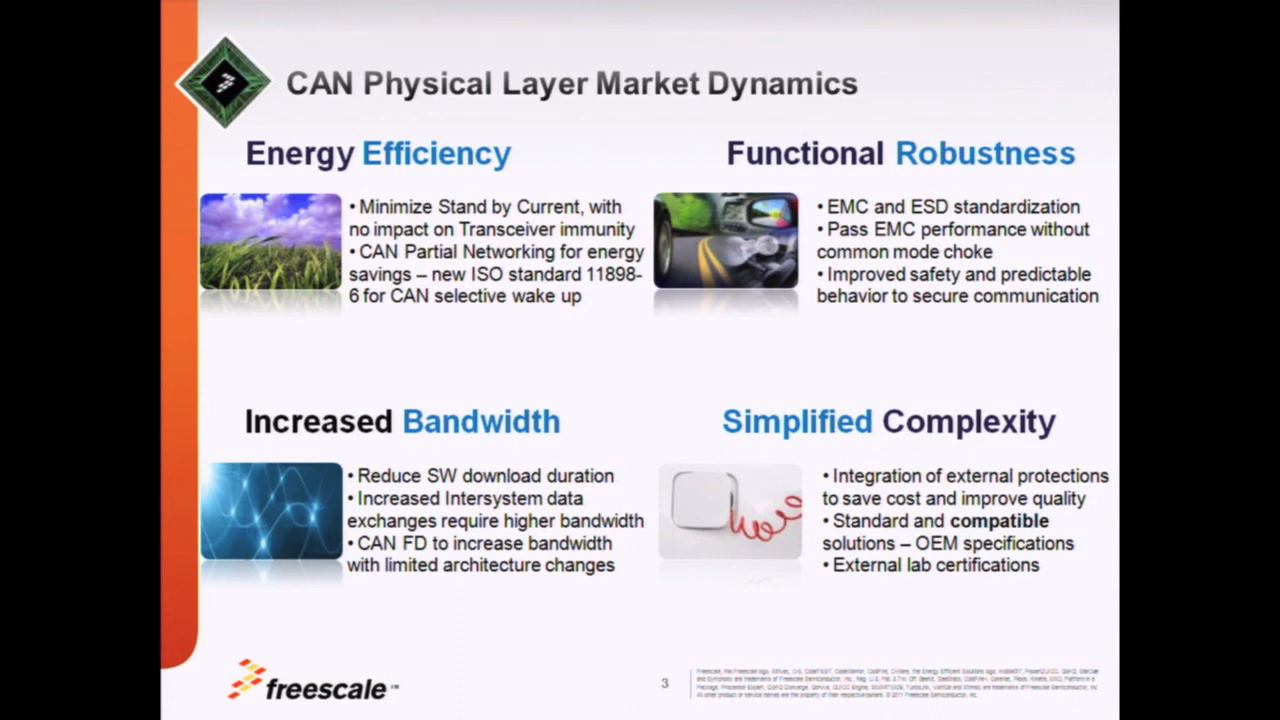 CAN Physical Layer Market Dynamics
Energy Efficiency
• Minimize Stand by Current, with
no impact on Transceiver immunity
• CAN Partial Networking for energy
savings – new ISO standard 11898-
6 for CAN selective wake up
Functional Robustness
• EMC and ESD standardization
• Pass EMC performance without
common mode choke
• Improved safety and predictable
behavior to secure communication
Increased Bandwidth
• Reduce SW download duration
• Increased Intersystem data
exchanges require higher bandwidth
• CAN FD to increase bandwidth
with limited architecture changes
Simplified Complexity
• Integration of external protections
to save cost and improve quality
• Standard and compatible
solutions – OEM specifications
• External lab certifications
freescale ™
3